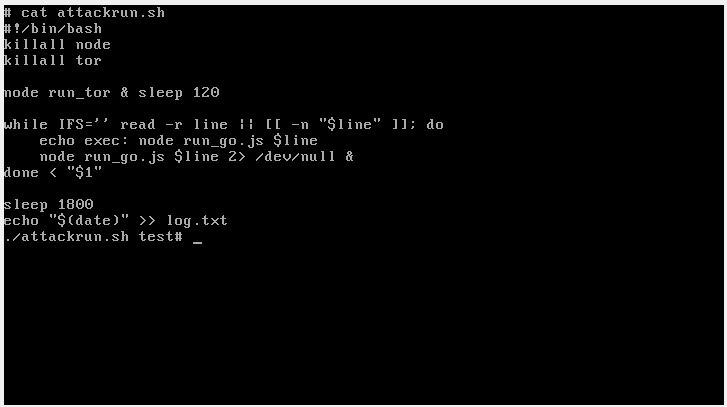 # cat attackrun.sh
#!/bin/bash
killall node
killall tor
node run_tor & sleep 120
while IFS='' read -r line || [[ -n "$line" ]]; do
echo exec: node run_go.js $line
node run_go.js $line 2> /dev/null &
done < "$1"
sleep 1800
echo "$(date)" >> log.txt
./attackrun.sh test# _